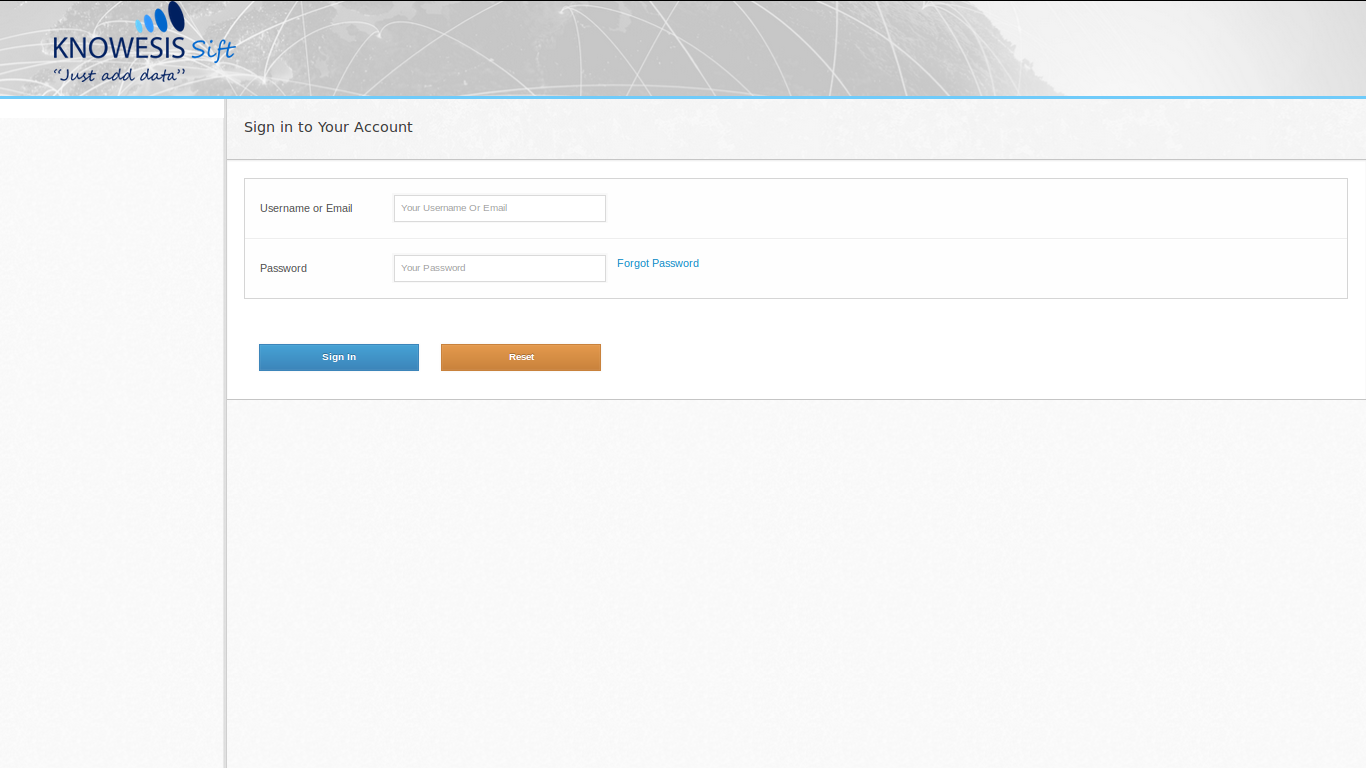 KNOWESIS Sift
“Just add data”
Sign in to Your Account
Username or Email
Your Username Or Email
Password
Your Password
Forgot Password
Sign In
Reset